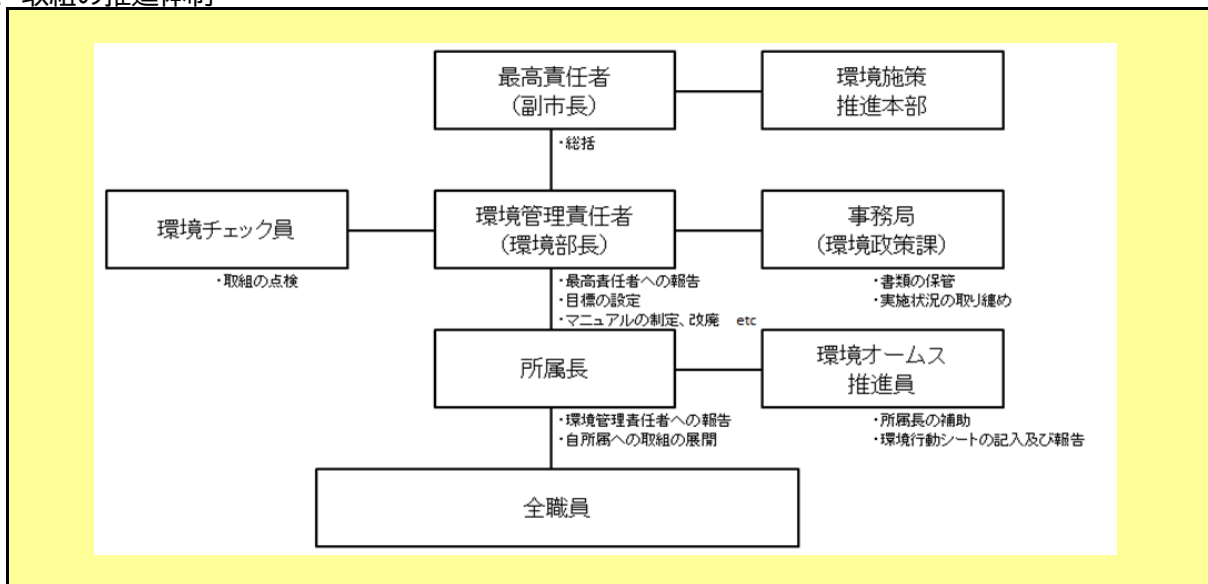 取組の推進体制
最高責任者
(副市長)
環境施策
推進本部
・総括
環境チェック員
環境管理責任者
(環境部長)
事務局
(環境政策課)
・取組の点検
・最高責任者への報告
・目標の設定
・マニュアルの制定、改廃 etc
・書類の保管
・実施状況の取り纏め
所属長
環境オームス
推進員
・環境管理責任者への報告
・自所属への取組の展開
・所属長の補助
・環境行動シートの記入及び報告
全職員